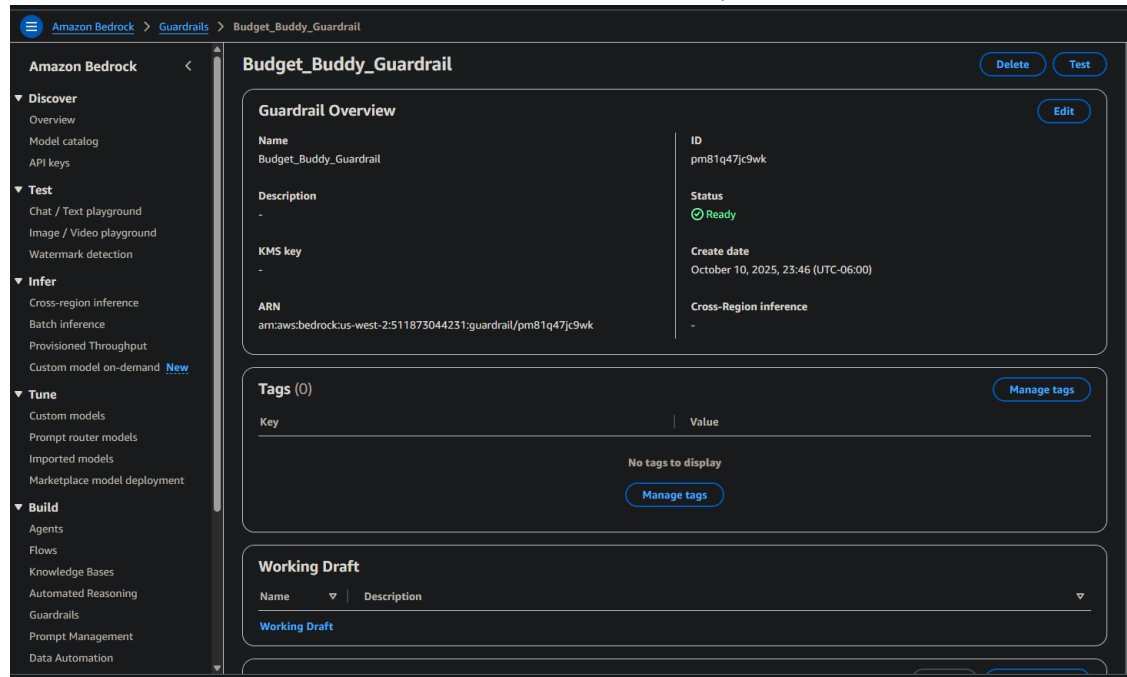 Amazon Bedrock > Guardrails > Budget_Buddy_Guardrail
Amazon Bedrock
Discover
Overview
Model catalog
API keys
Test
Chat / Text playground
Image / Video playground
Watermark detection
Infer
Cross-region inference
Batch inference
Provisioned Throughput
Custom model on-demand New
Tune
Custom models
Prompt router models
Imported models
Marketplace model deployment
Build
Agents
Flows
Knowledge Bases
Automated Reasoning
Guardrails
Prompt Management
Data Automation
Budget_Buddy_Guardrail
Delete Test
Guardrail Overview
Edit
Name
Budget_Buddy_Guardrail
Description
-
KMS key
-
ARN
arn:aws:bedrock:us-west-2:511873044231:guardrail/pm81q47jc9wk
ID
pm81q47jc9wk
Status
Ready
Create date
October 10, 2025, 23:46 (UTC-06:00)
Cross-Region inference
-
Tags (0)
Manage tags
Key Value
No tags to display
Manage tags
Working Draft
Name Description
Working Draft